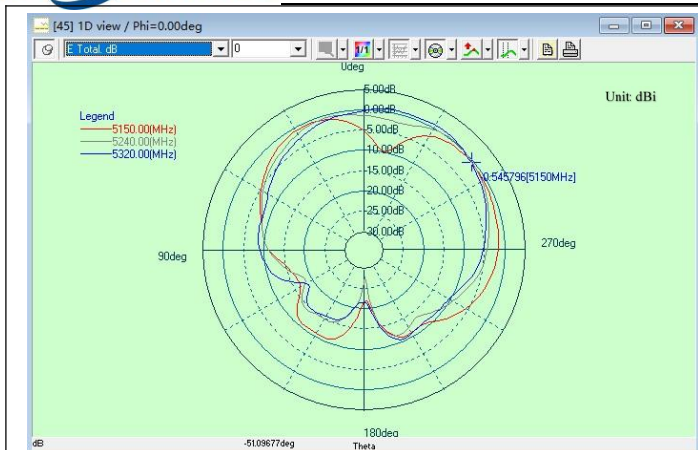 [45] 1D view / Phi=0.00deg
E Total. dB
0
1/1
0deg
Unit: dBi
5.00dB
0.00dB
-5.00dB
-10.00dB
-15.00dB
-20.00dB
-25.00dB
-30.00dB
Legend
5150.00(MHz)
5240.00(MHz)
5320.00(MHz)
-0.545796[5150MHz]
90deg
270deg
180deg
dB
-51.09677deg
Theta